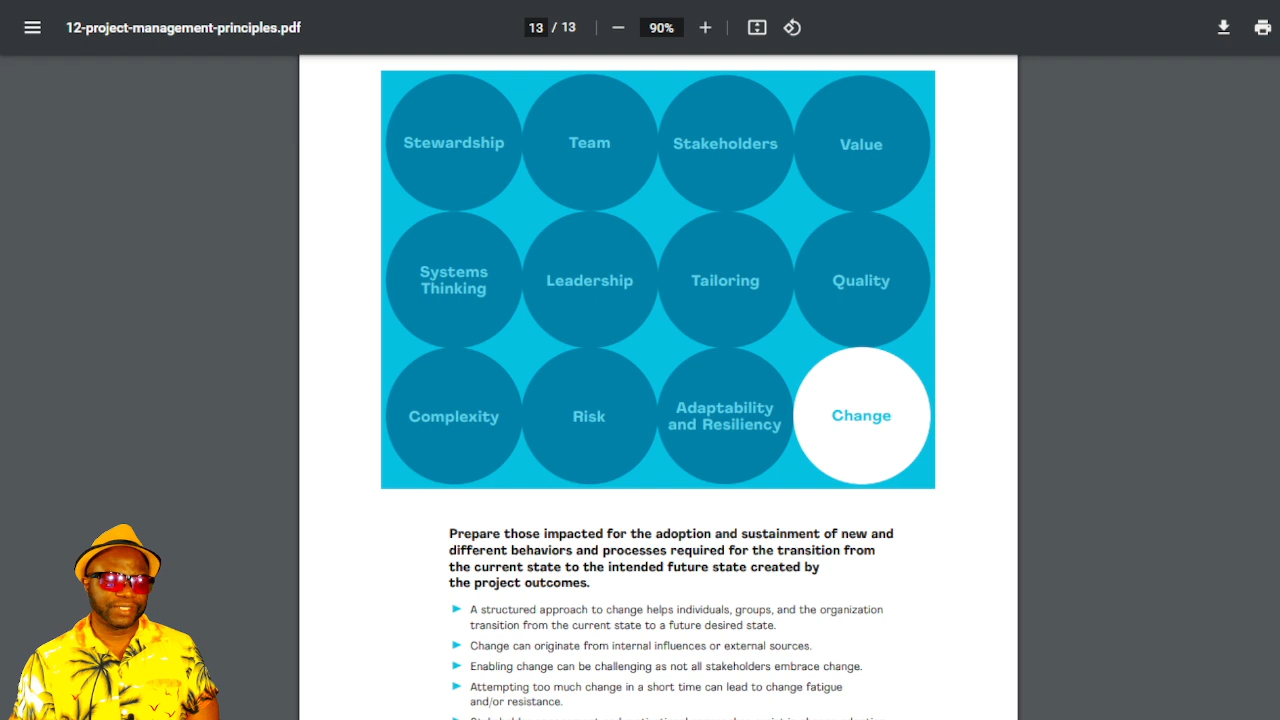 12-project-management-principles.pdf
13 / 13
90%
Stewardship
Team
Stakeholders
Value
Systems
Thinking
Leadership
Tailoring
Quality
Complexity
Risk
Adaptability
and Resiliency
Change
Prepare those impacted for the adoption and sustainment of new and
different behaviors and processes required for the transition from
the current state to the intended future state created by
the project outcomes.
A structured approach to change helps individuals, groups, and the organization
transition from the current state to a future desired state.
Change can originate from internal influences or external sources.
Enabling change can be challenging as not all stakeholders embrace change.
Attempting too much change in a short time can lead to change fatigue
and/or resistance.